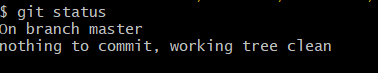 $ git status
On branch master
nothing to commit, working tree clean